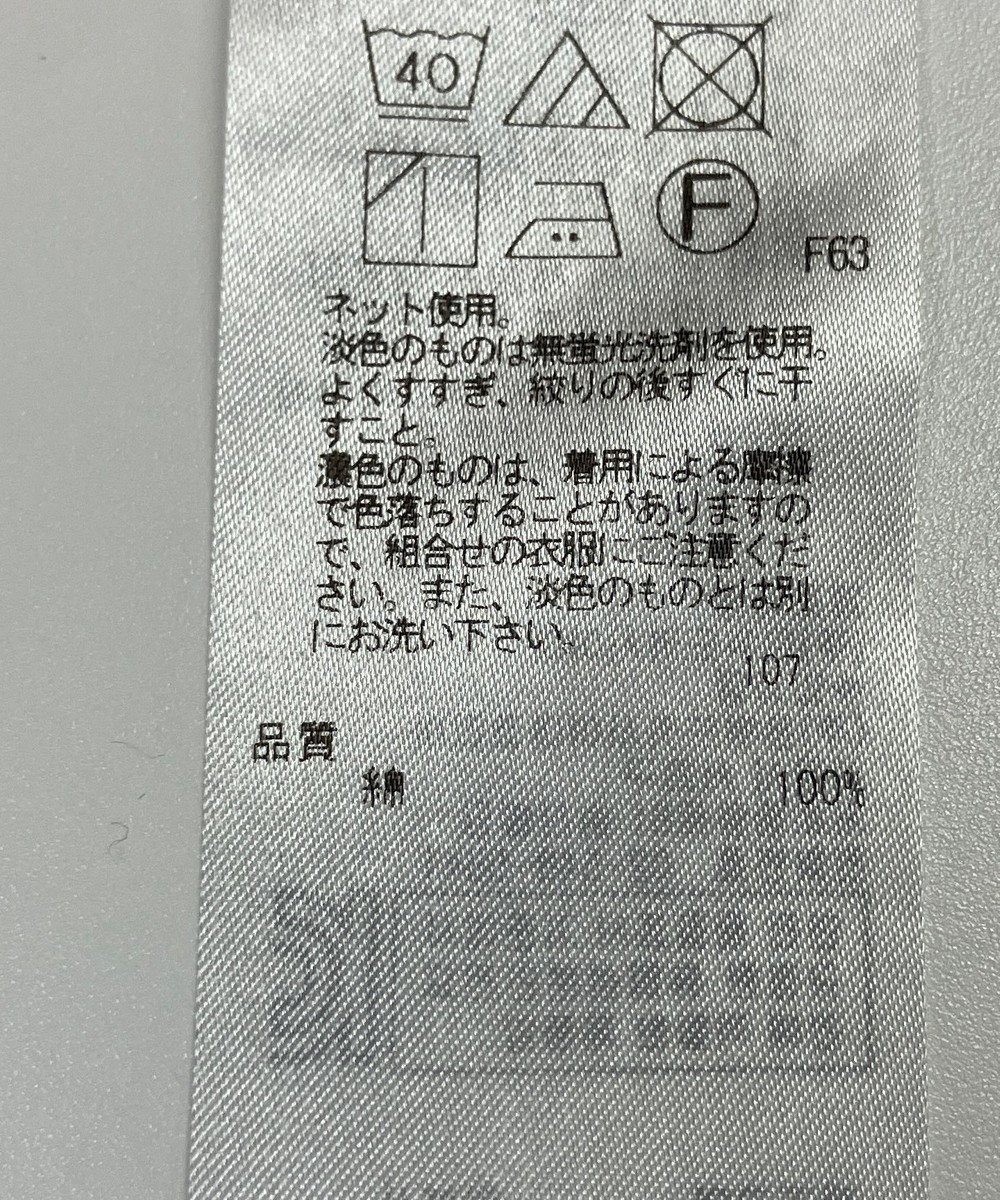 40
F
F63
ネット使用。
淡色のものは無蛍光洗剤を使用。
よくすすぎ、絞りの後すぐに干
すこと。
濃色のものは、着用による摩擦
で色落ちすることがありますの
で、組合せの衣服にご注意くだ
さい。また、淡色のものとは別
にお洗い下さい。
107
品質
綿 100%